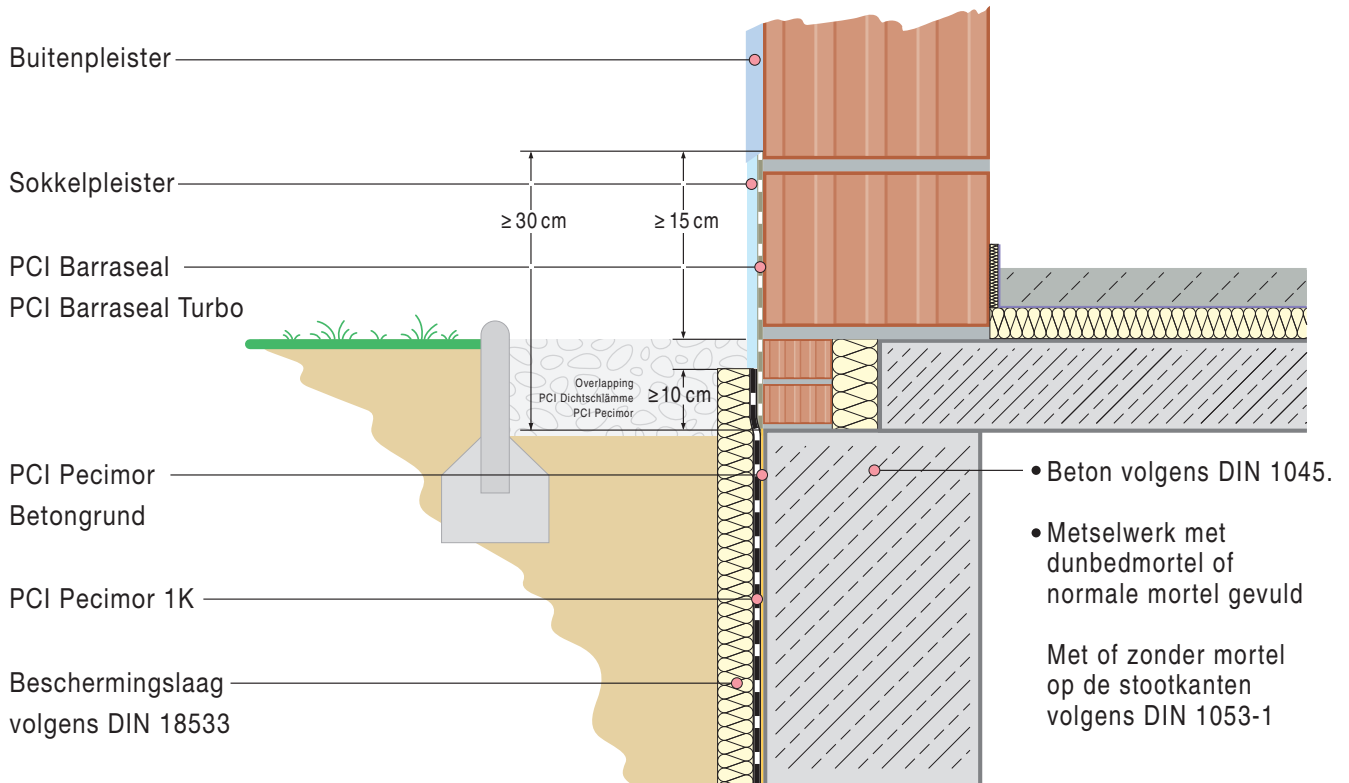 Buitenpleister
Sokkelpleister
≥ 30 cm
≥ 15 cm
PCI Barraseal
PCI Barraseal Turbo
Overlapping
PCI Dichtschlämme
PCI Pecimor
≥10 cm
PCI Pecimor
Betongrund
PCI Pecimor 1K
Beschermingslaag
volgens DIN 18533
• Beton volgens DIN 1045.
• Metselwerk met
dunbedmortel of
normale mortel gevuld
Met of zonder mortel
op de stootkanten
volgens DIN 1053-1